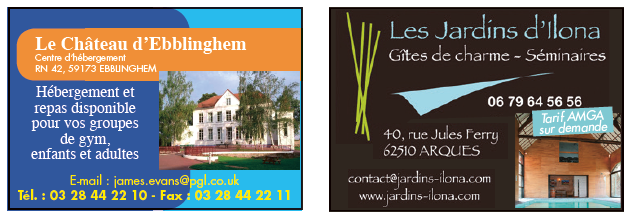 Le Château d'Ebblinghem
Centre d'hébergement
RN 42, 59173 EBBLINGHEM
Hébergement et
repas disponible
pour vos groupes
de gym,
enfants et adultes
E-mail : james.evans@pgl.co.uk
Tél. : 03 28 44 22 10 - Fax : 03 28 44 22 11
Les Jardins d'Ilona
Gîtes de charme - Séminaires
06 79 64 56 56
Tarif AMGA
sur demande
40, rue Jules Ferry
62510 ARQUES
contact@jardins-ilona.com
www.jardins-ilona.com